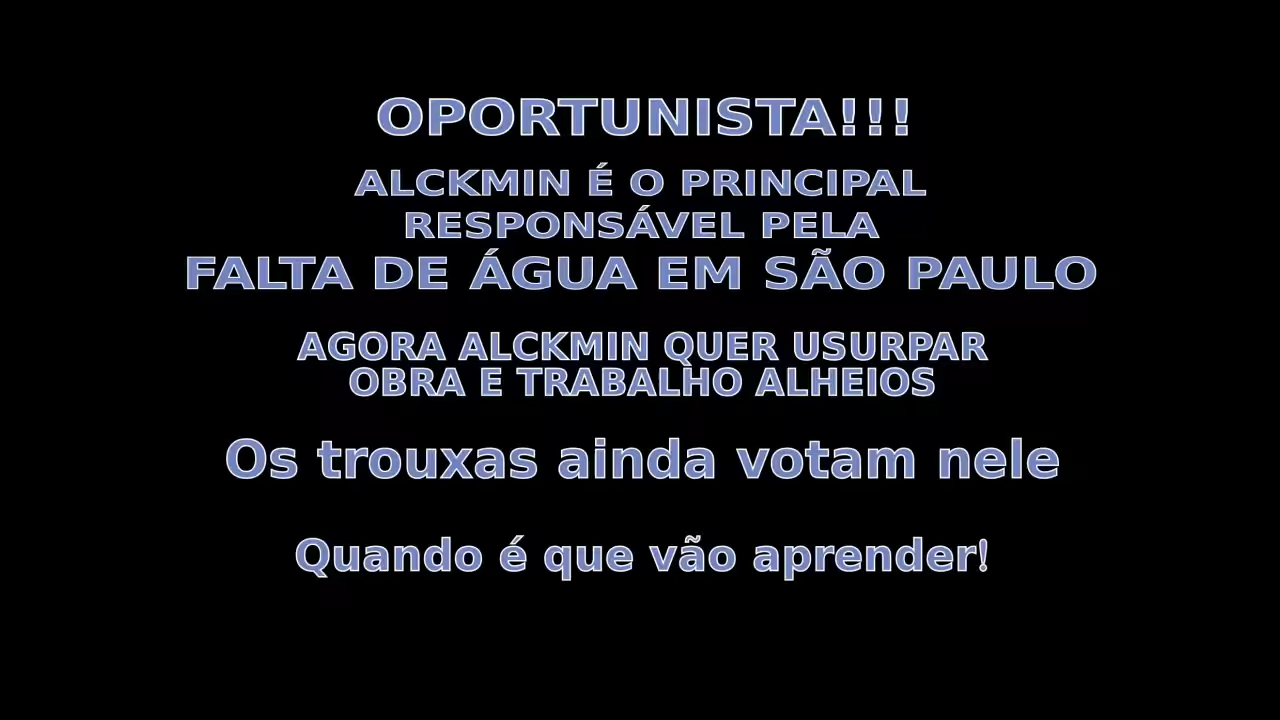 OPORTUNISTA!!!
ALCKMIN É O PRINCIPAL
RESPONSÁVEL PELA
FALTA DE ÁGUA EM SÃO PAULO
AGORA ALCKMIN QUER USURPAR
OBRA E TRABALHO ALHEIOS
Os trouxas ainda votam nele
Quando é que vão aprender!